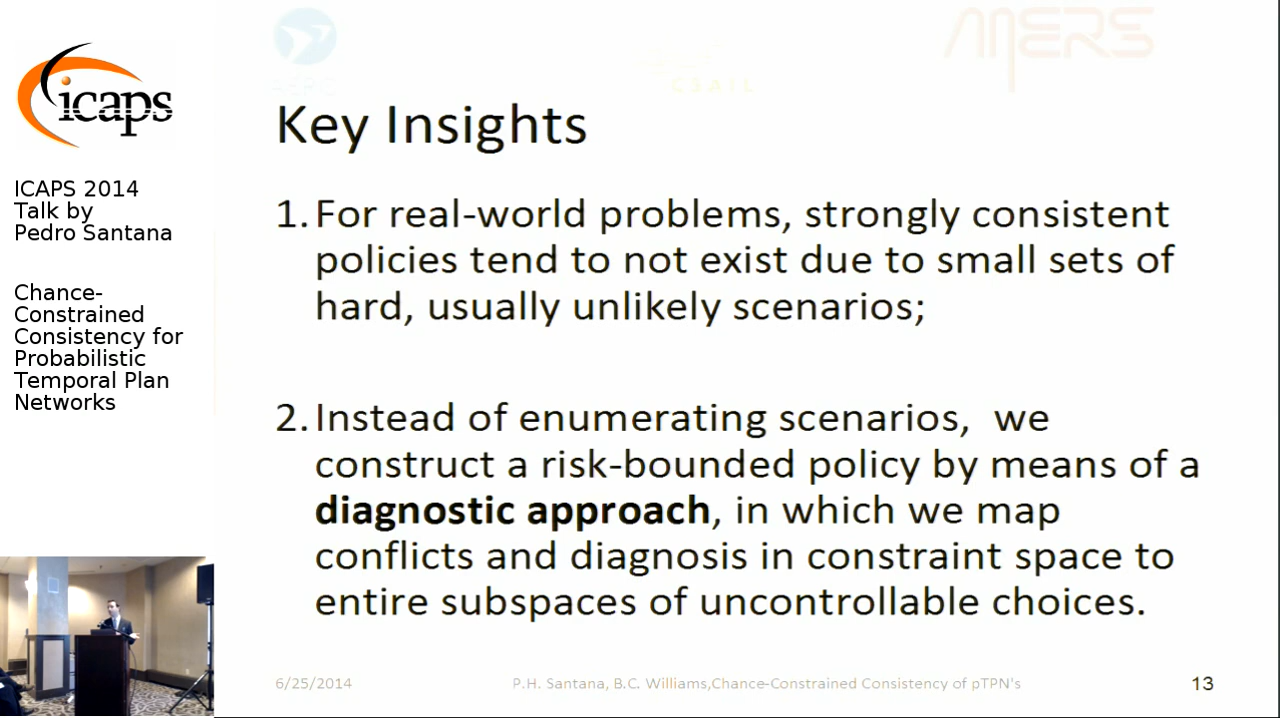 icaps
ICAPS 2014
Talk by
Pedro Santana
Chance-
Constrained
Consistency for
Probabilistic
Temporal Plan
Networks
MERS
CSAIL
Key Insights
1. For real-world problems, strongly consistent
policies tend to not exist due to small sets of
hard, usually unlikely scenarios;
2. Instead of enumerating scenarios,  we
construct a risk-bounded policy by means of a
diagnostic approach, in which we map
conflicts and diagnosis in constraint space to
entire subspaces of uncontrollable choices.
6/25/2014
P.H. Santana, B.C. Williams,Chance-Constrained Consistency of pTPN's
13